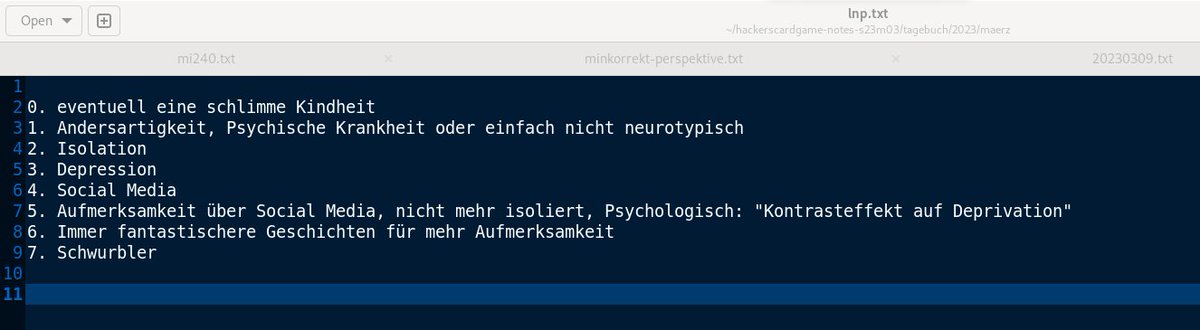 Open
lnp.txt
~/hackerscardgame-notes-s23m03/tagebuch/2023/maerz
mi240.txt
minkorrekt-perspektive.txt
20230309.txt
1
2 0. eventuell eine schlimme Kindheit
3 1. Andersartigkeit, Psychische Krankheit oder einfach nicht neurotypisch
4 2. Isolation
5 3. Depression
6 4. Social Media
7 5. Aufmerksamkeit über Social Media, nicht mehr isoliert, Psychologisch: "Kontrasteffekt auf Deprivation"
8 6. Immer fantastischere Geschichten für mehr Aufmerksamkeit
9 7. Schwurbler
10
11